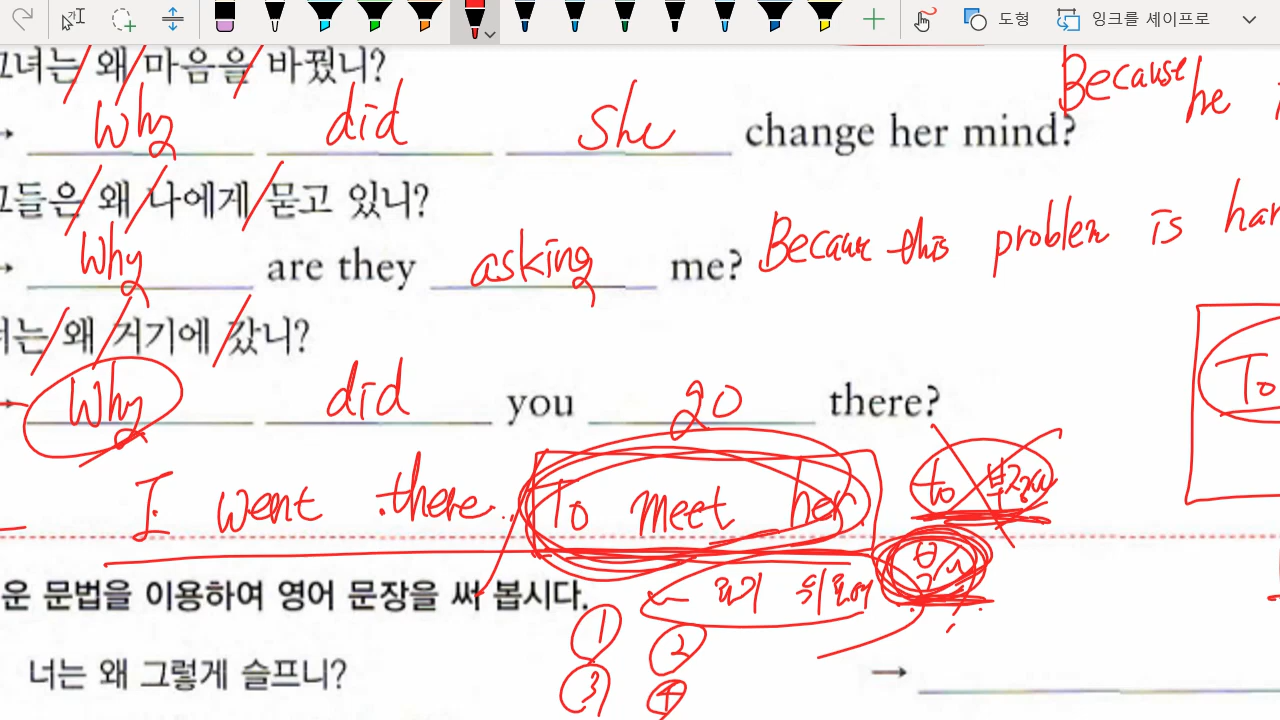 도형 잉크를 셰이프로
그녀는 왜 마음을 바꿨니?
Because he
Why did She change her mind?
그들은 왜 나에게 묻고 있니?
Why are they asking me? Because this problem is har
너는 왜 거기에 갔니?
To
Why did you go there?
I went there. To meet her. to 부정사
부사
운 문법을 이용하여 영어 문장을 써 봅시다.
1 2
너는 왜 그렇게 슬프니? →
3 4